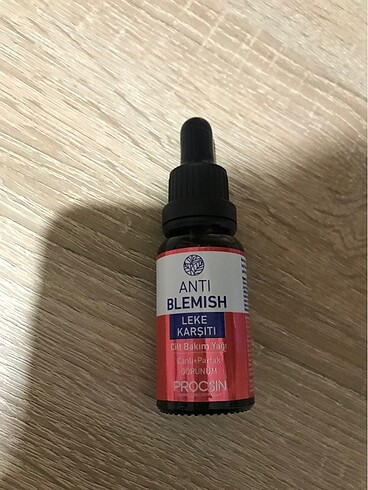 ANTI
BLEMISH
LEKE
KARŞITI
Cilt Bakım Yağı
Canlı+Parlak
GÖRÜNÜM
PROCSIN